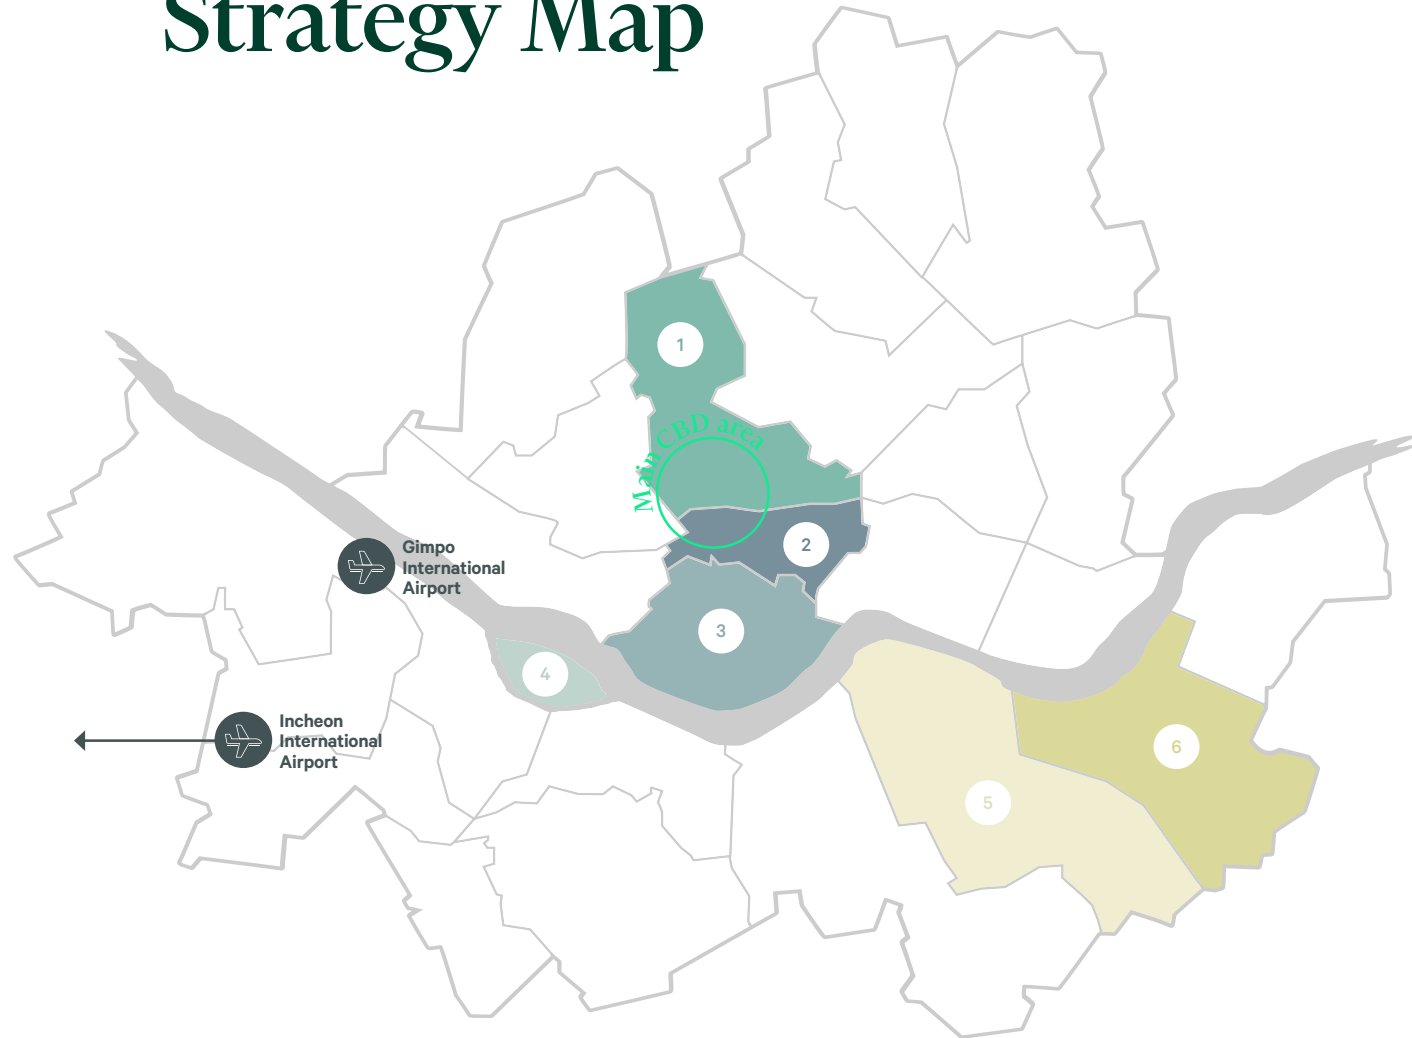 Strategy Map
1
Main CBD area
2
Gimpo
International
Airport
3
4
Incheon
International
Airport
6
5